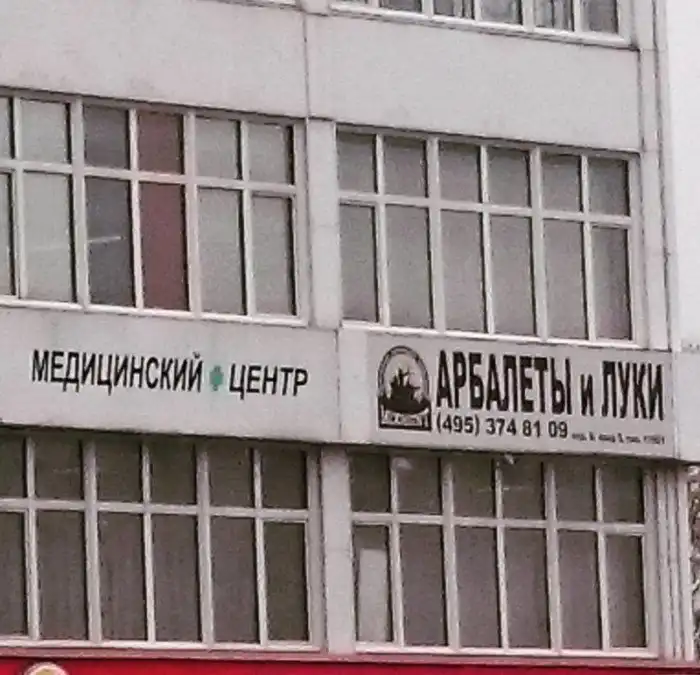 МЕДИЦИНСКИЙ ЦЕНТР
АРБАЛЕТЫ И ЛУКИ
(495) 374 81 09